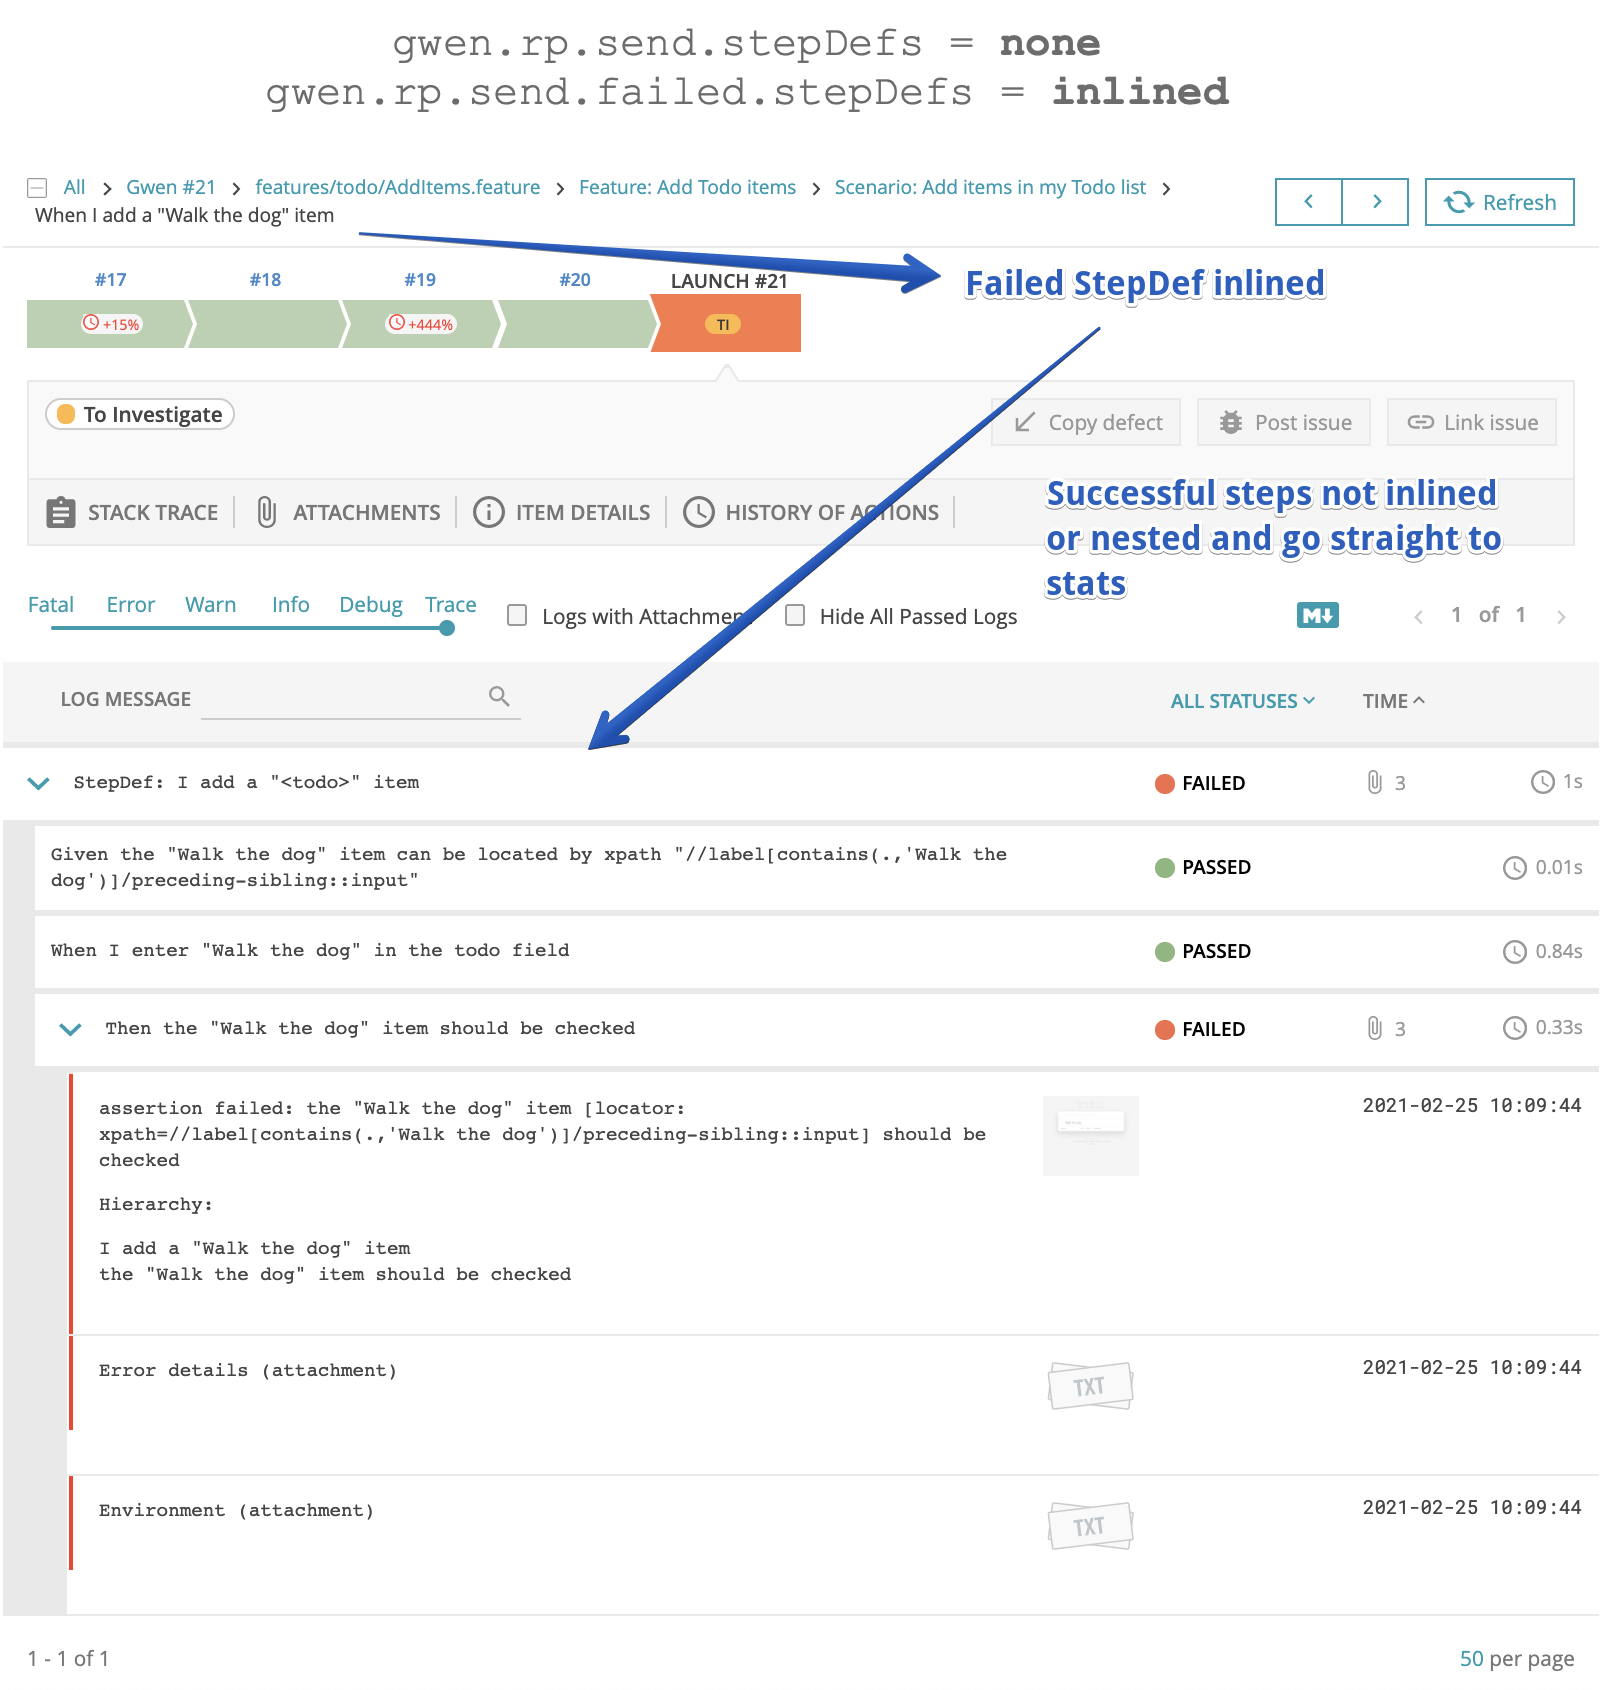 gwen.rp.send.stepDefs = none
gwen.rp.send.failed.stepDefs = inlined
All > Gwen #21 > features/todo/AddItems.feature > Feature: Add Todo items > Scenario: Add items in my Todo list >
When I add a "Walk the dog" item
< > Refresh
#17 #18 #19 #20 LAUNCH #21
+15% +444% TI
Failed StepDef inlined
To Investigate
Copy defect Post issue Link issue
STACK TRACE ATTACHMENTS ITEM DETAILS HISTORY OF ACTIONS
Successful steps not inlined
or nested and go straight to
stats
Fatal Error Warn Info Debug Trace
Logs with Attachment Hide All Passed Logs
M < 1 of 1 >
LOG MESSAGE ALL STATUSES TIME
StepDef: I add a "<todo>" item FAILED 3 1s
Given the "Walk the dog" item can be located by xpath "//label[contains(.,'Walk the
dog')]/preceding-sibling::input" PASSED 0.01s
When I enter "Walk the dog" in the todo field PASSED 0.84s
Then the "Walk the dog" item should be checked FAILED 3 0.33s
assertion failed: the "Walk the dog" item [locator: 2021-02-25 10:09:44
xpath=//label[contains(.,'Walk the dog')]/preceding-sibling::input] should be
checked
Hierarchy:
I add a "Walk the dog" item
the "Walk the dog" item should be checked
Error details (attachment) TXT 2021-02-25 10:09:44
Environment (attachment) TXT 2021-02-25 10:09:44
1 - 1 of 1 50 per page